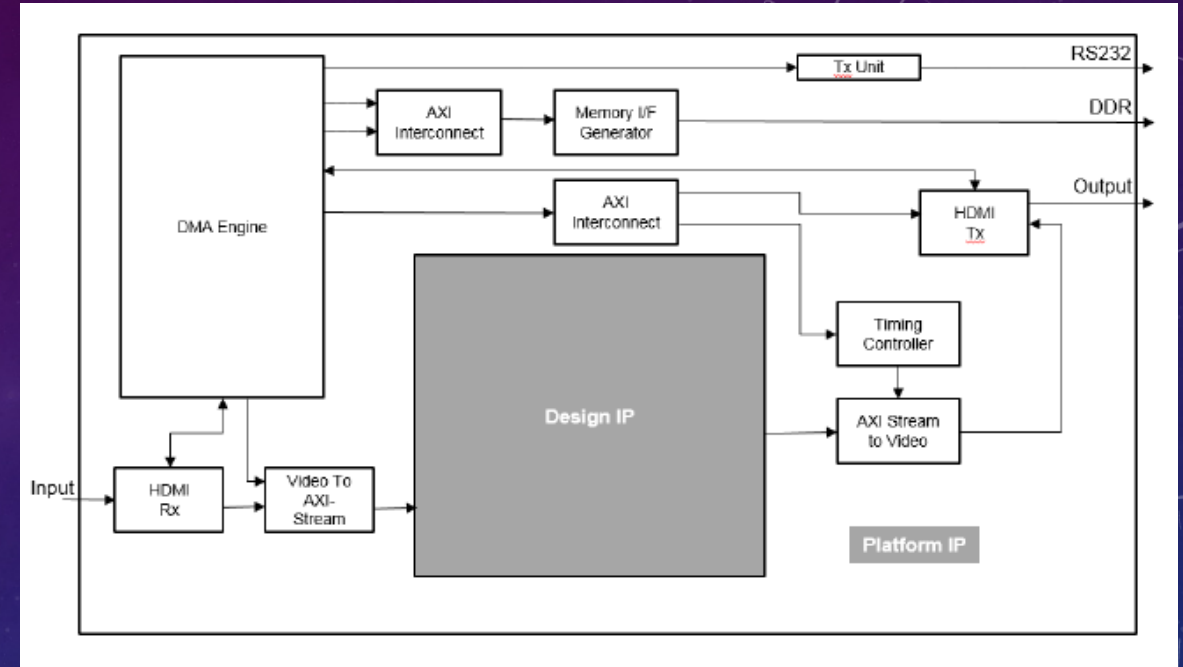 RS232
Tx Unit
DDR
AXI
Interconnect
Memory I/F
Generator
Output
AXI
Interconnect
HDMI
Tx
DMA Engine
Timing
Controller
Design IP
AXI Stream
to Video
Input
HDMI
Rx
Video To
AXI-
Stream
Platform IP